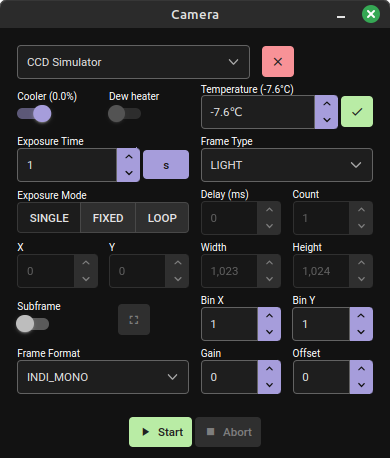 Camera
CCD Simulator
Cooler (0.0%) Dew heater Temperature (-7.6°C)
-7.6°C
Exposure Time Frame Type
1 s LIGHT
Exposure Mode Delay (ms) Count
SINGLE FIXED LOOP 0 1
X Y Width Height
0 0 1,023 1,024
Subframe Bin X Bin Y
1 1
Frame Format Gain Offset
INDI_MONO 0 0
Start Abort